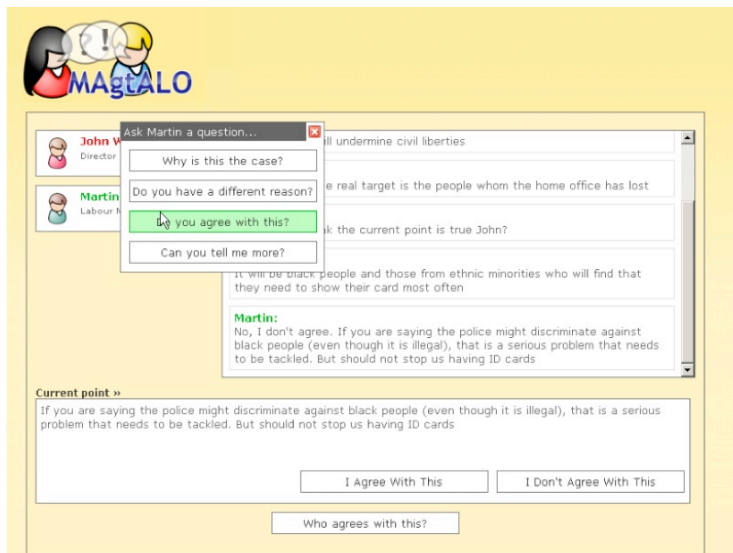 ?!
MAgtALO
Ask Martin a question...
John W
Director
Why is this the case?
Do you have a different reason?
you agree with this?
Can you tell me more?
Martin
Labour
will undermine civil liberties
real target is the people whom the home office has lost
the current point is true John?
It will be black people and those from ethnic minorities who will find that
they need to show their card most often
Martin:
No, I don't agree. If you are saying the police might discriminate against
black people (even though it is illegal), that is a serious problem that needs
to be tackled. But should not stop us having ID cards
Current point »
If you are saying the police might discriminate against black people (even though it is illegal), that is a serious
problem that needs to be tackled. But should not stop us having ID cards
I Agree With This
I Don't Agree With This
Who agrees with this?